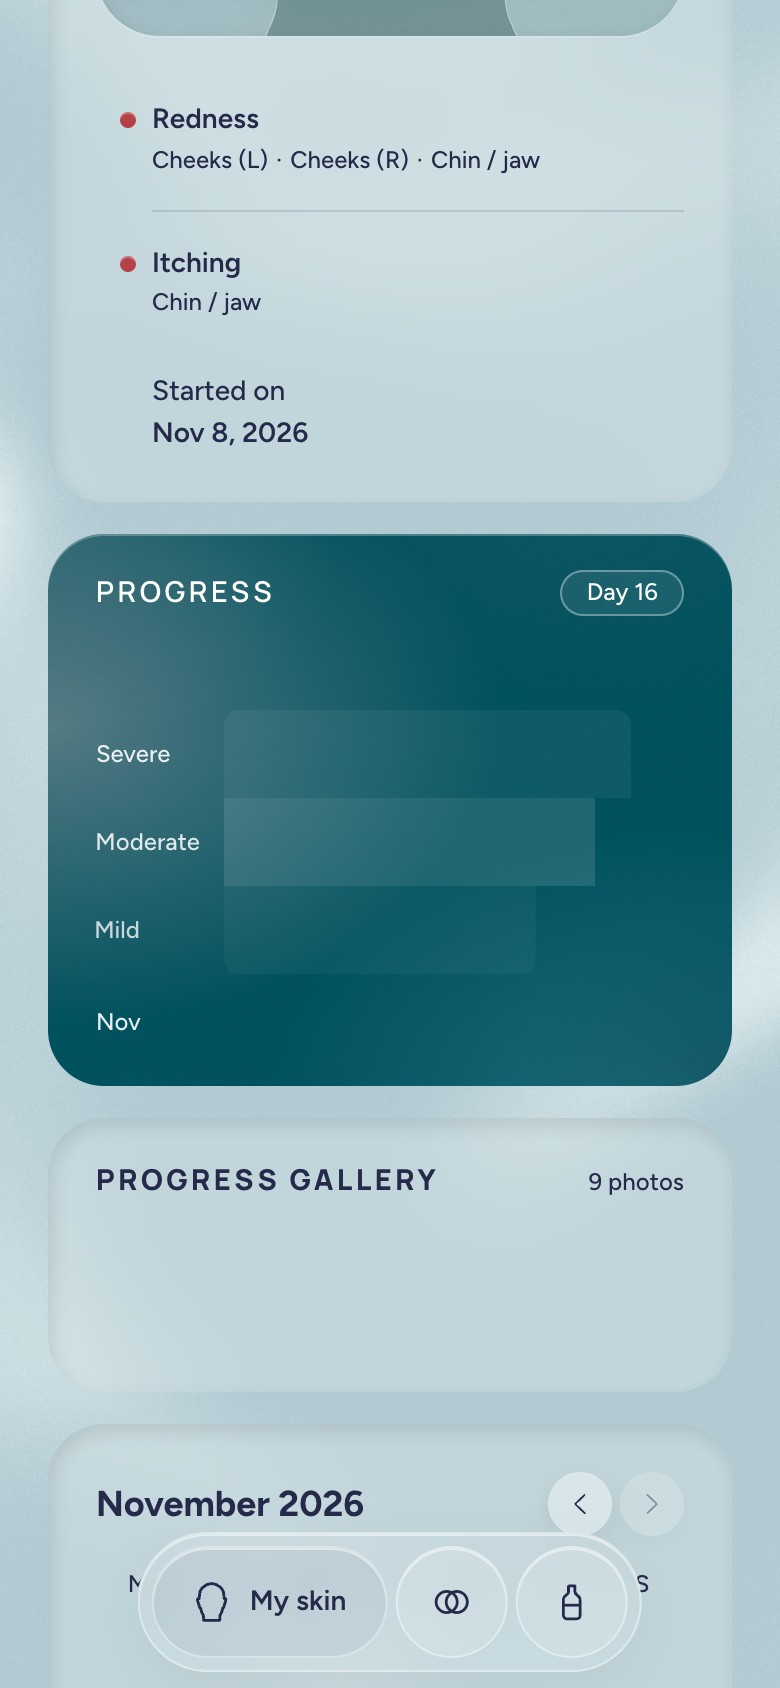 Redness
Cheeks (L) · Cheeks (R) · Chin / jaw
Itching
Chin / jaw
Started on
Nov 8, 2026
PROGRESS
Day 16
Severe
Moderate
Mild
Nov
PROGRESS GALLERY
9 photos
November 2026
S
My skin